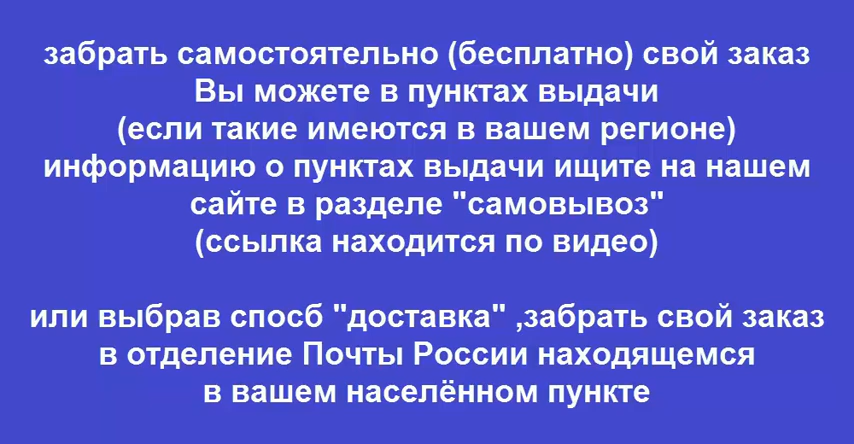 забрать самостоятельно (бесплатно) свой заказ
Вы можете в пунктах выдачи
(если такие имеются в вашем регионе)
информацию о пунктах выдачи ищите на нашем
сайте в разделе "самовывоз"
(ссылка находится по видео)
или выбрав спосб "доставка" ,забрать свой заказ
в отделение Почты России находящемся
в вашем населённом пункте